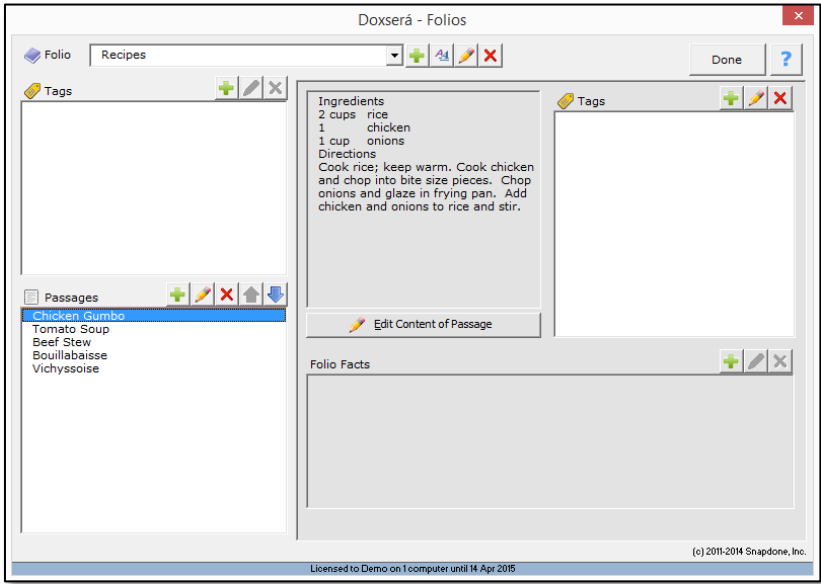 Doxserá - Folios
Folio
Recipes
Done
?
Tags
Ingredients
2 cups rice
1 chicken
1 cup onions
Directions
Cook rice; keep warm. Cook chicken
and chop into bite size pieces.  Chop
onions and glaze in frying pan.  Add
chicken and onions to rice and stir.
Edit Content of Passage
Tags
Passages
Chicken Gumbo
Tomato Soup
Beef Stew
Bouillabaisse
Vichyssoise
Folio Facts
(c) 2011-2014 Snapdone, Inc.
Licensed to Demo on 1 computer until 14 Apr 2015